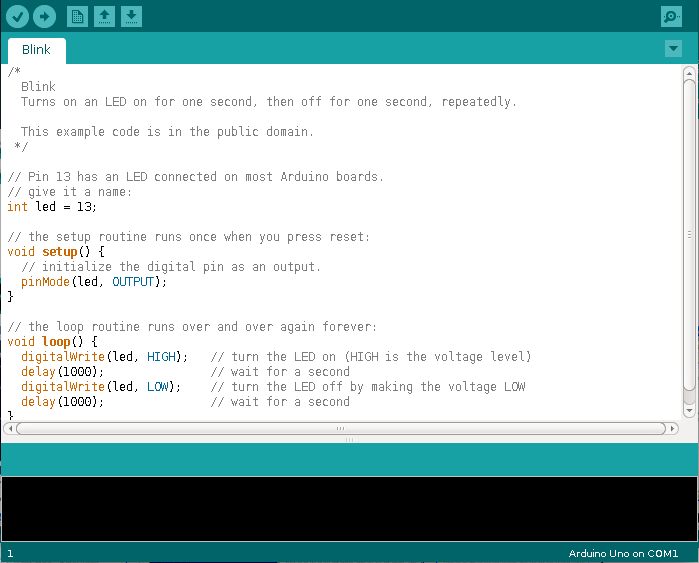 Blink
/*
  Blink
  Turns on an LED on for one second, then off for one second, repeatedly.

  This example code is in the public domain.
 */

// Pin 13 has an LED connected on most Arduino boards.
// give it a name:
int led = 13;

// the setup routine runs once when you press reset:
void setup() {
  // initialize the digital pin as an output.
  pinMode(led, OUTPUT);
}

// the loop routine runs over and over again forever:
void loop() {
  digitalWrite(led, HIGH);   // turn the LED on (HIGH is the voltage level)
  delay(1000);               // wait for a second
  digitalWrite(led, LOW);    // turn the LED off by making the voltage LOW
  delay(1000);               // wait for a second
}
1 Arduino Uno on COM1